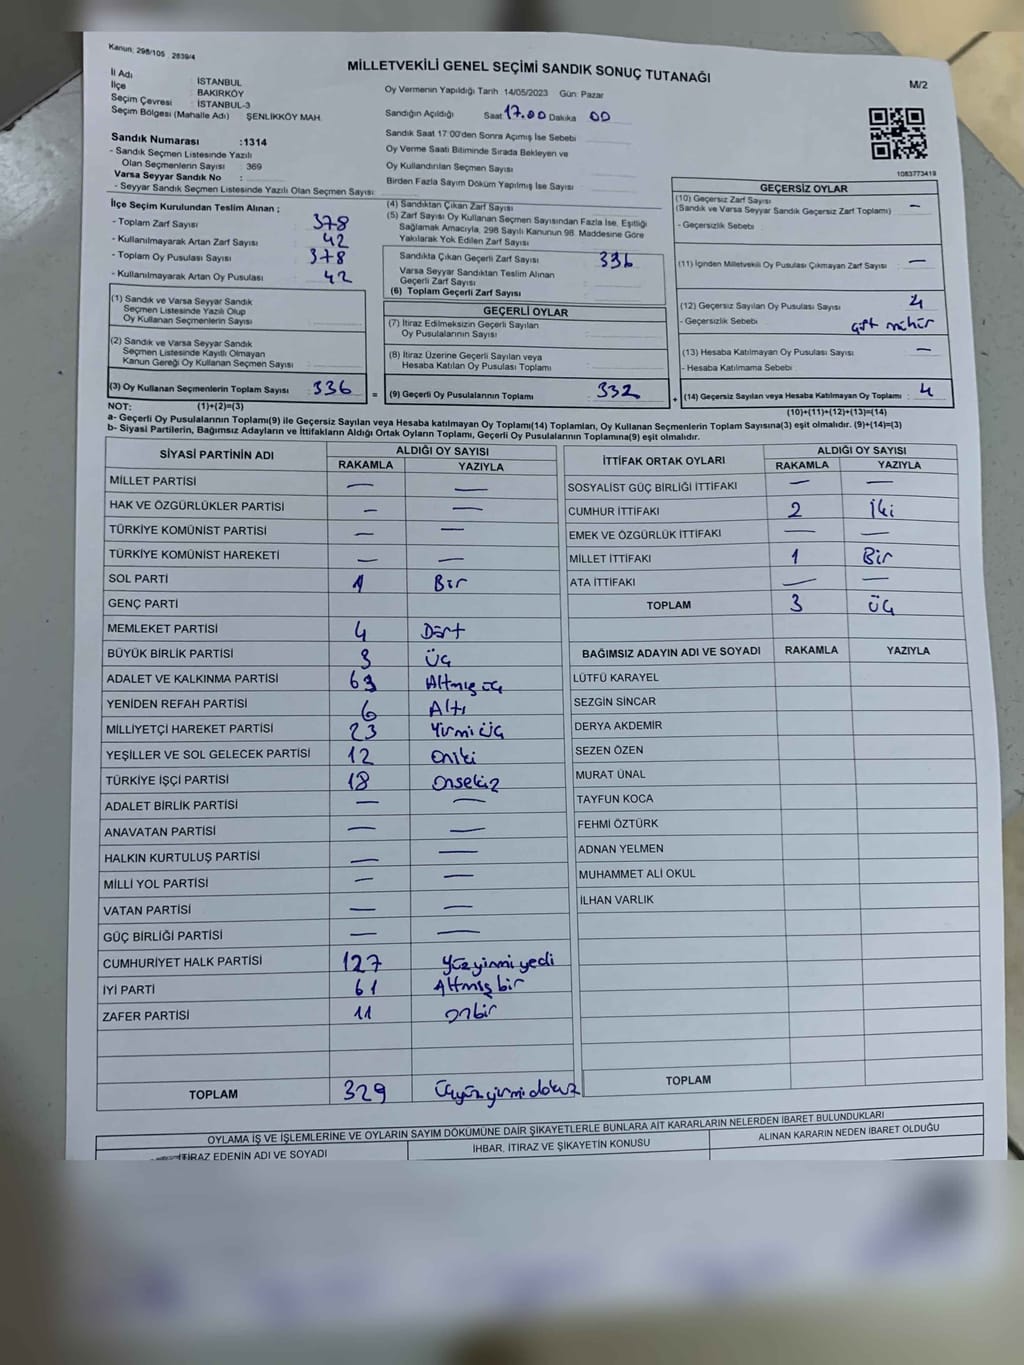 Kanun: 298/105 , 2839/4
MİLLETVEKİLİ GENEL SEÇİMİ SANDIK SONUÇ TUTANAĞI
M/2
İl Adı : İSTANBUL
İlçe : BAKIRKÖY
Seçim Çevresi : İSTANBUL-3
Seçim Bölgesi (Mahalle Adı) : ŞENLİKKÖY MAH.
Sandık Numarası :1314
- Sandık Seçmen Listesinde Yazılı
Olan Seçmenlerin Sayısı : 369
Varsa Seyyar Sandık No :
- Seyyar Sandık Seçmen Listesinde Yazılı Olan Seçmen Sayısı:
Oy Vermenin Yapıldığı Tarih :14/05/2023 Gün: Pazar
Sandığın Açıldığı Saat 17.00 Dakika 00
Sandık Saat 17:00'den Sonra Açımış İse Sebebi
Oy Verme Saati Bitiminde Sırada Bekleyen ve
Oy Kullandırılan Seçmen Sayısı
Birden Fazla Sayım Döküm Yapılmış İse Sayısı
1083773419
İlçe Seçim Kurulundan Teslim Alınan ;
- Toplam Zarf Sayısı : 378
- Kullanılmayarak Artan Zarf Sayısı : 42
- Toplam Oy Pusulası Sayısı : 378
- Kullanılmayarak Artan Oy Pusulası : 42
(1) Sandık ve Varsa Seyyar Sandık
Seçmen Listesinde Yazılı Olup
Oy Kullanan Seçmenlerin Sayısı :
(2) Sandık ve Varsa Seyyar Sandık
Seçmen Listesinde Kayıtlı Olmayan
Kanun Gereği Oy Kullanan Seçmen Sayısı :
(3) Oy Kullanan Seçmenlerin Toplam Sayısı : 336
(4) Sandıktan Çıkan Zarf Sayısı
(5) Zarf Sayısı Oy Kullanan Seçmen Sayısından Fazla İse, Eşitliği
Sağlamak Amacıyla, 298 Sayılı Kanunun 98. Maddesine Göre
Yakılarak Yok Edilen Zarf Sayısı
Sandıkta Çıkan Geçerli Zarf Sayısı : 336
Varsa Seyyar Sandıktan Teslim Alınan
Geçerli Zarf Sayısı
(6) Toplam Geçerli Zarf Sayısı
GEÇERLİ OYLAR
(7) İtiraz Edilmeksizin Geçerli Sayılan
Oy Pusulalarının Sayısı
(8) İtiraz Üzerine Geçerli Sayılan veya
Hesaba Katılan Oy Pusulası Toplamı
= (9) Geçerli Oy Pusulalarının Toplamı : 332
GEÇERSİZ OYLAR
(10) Geçersiz Zarf Sayısı
(Sandık ve Varsa Seyyar Sandık Geçersiz Zarf Toplamı) : —
- Geçersizlik Sebebi
(11) İçinden Milletvekili Oy Pusulası Çıkmayan Zarf Sayısı : —
(12) Geçersiz Sayılan Oy Pusulası Sayısı 4
- Geçersizlik Sebebi : çift mühür
(13) Hesaba Katılmayan Oy Pusulası Sayısı : —
- Hesaba Katılmama Sebebi
+ (14) Geçersiz Sayılan veya Hesaba Katılmayan Oy Toplamı : 4
NOT: (1)+(2)=(3)
(10)+(11)+(12)+(13)=(14)
a- Geçerli Oy Pusulalarının Toplamı(9) ile Geçersiz Sayılan veya Hesaba katılmayan Oy Toplamı(14) Toplamları, Oy Kullanan Seçmenlerin Toplam Sayısına(3) eşit olmalıdır. (9)+(14)=(3)
b- Siyasi Partilerin, Bağımsız Adayların ve İttifakların Aldığı Ortak Oyların Toplamı, Geçerli Oy Pusulalarının Toplamına(9) eşit olmalıdır.
SİYASİ PARTİNİN ADI ALDIĞI OY SAYISI
RAKAMLA YAZIYLA
MİLLET PARTİSİ — —
HAK VE ÖZGÜRLÜKLER PARTİSİ — —
TÜRKİYE KOMÜNİST PARTİSİ — —
TÜRKİYE KOMÜNİST HAREKETİ — —
SOL PARTİ 1 Bir
GENÇ PARTİ
MEMLEKET PARTİSİ 4 Dört
BÜYÜK BİRLİK PARTİSİ 3 Üç
ADALET VE KALKINMA PARTİSİ 63 Altmış üç
YENİDEN REFAH PARTİSİ 6 Altı
MİLLİYETÇİ HAREKET PARTİSİ 23 Yirmi üç
YEŞİLLER VE SOL GELECEK PARTİSİ 12 Oniki
TÜRKİYE İŞÇİ PARTİSİ 18 Onsekiz
ADALET BİRLİK PARTİSİ — —
ANAVATAN PARTİSİ — —
HALKIN KURTULUŞ PARTİSİ — —
MİLLİ YOL PARTİSİ — —
VATAN PARTİSİ — —
GÜÇ BİRLİĞİ PARTİSİ — —
CUMHURİYET HALK PARTİSİ 127 Yüzyirmi yedi
İYİ PARTİ 61 Altmış bir
ZAFER PARTİSİ 11 onbir
TOPLAM 329 Üçyüzyirmi dokuz
İTTİFAK ORTAK OYLARI ALDIĞI OY SAYISI
RAKAMLA YAZIYLA
SOSYALİST GÜÇ BİRLİĞİ İTTİFAKI — —
CUMHUR İTTİFAKI 2 İki
EMEK VE ÖZGÜRLÜK İTTİFAKI — —
MİLLET İTTİFAKI 1 Bir
ATA İTTİFAKI — —
TOPLAM 3 Üç
BAĞIMSIZ ADAYIN ADI VE SOYADI RAKAMLA YAZIYLA
LÜTFÜ KARAYEL
SEZGİN SİNCAR
DERYA AKDEMİR
SEZEN ÖZEN
MURAT ÜNAL
TAYFUN KOCA
FEHMİ ÖZTÜRK
ADNAN YELMEN
MUHAMMET ALİ OKUL
İLHAN VARLIK
TOPLAM
OYLAMA İŞ VE İŞLEMLERİNE VE OYLARIN SAYIM DÖKÜMÜNE DAİR ŞİKAYETLERLE BUNLARA AİT KARARLARIN NELERDEN İBARET BULUNDUKLARI
İTİRAZ EDENİN ADI VE SOYADI
İHBAR, İTİRAZ VE ŞİKAYETİN KONUSU
ALINAN KARARIN NEDEN İBARET OLDUĞU